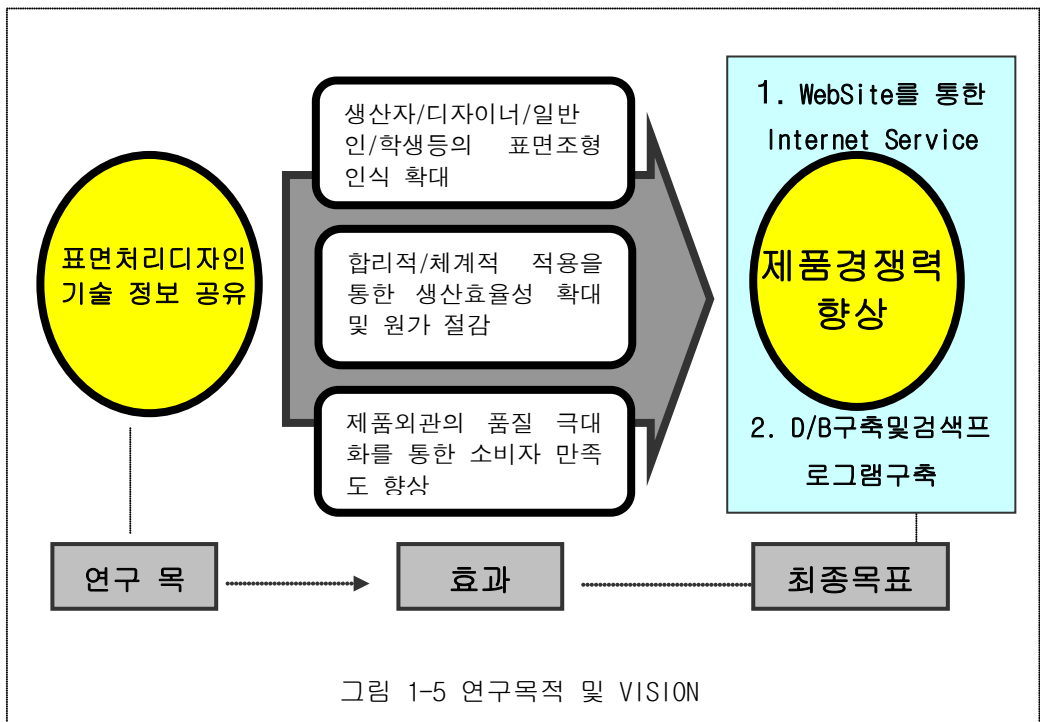 표면처리디자인
기술 정보 공유
생산자/디자이너/일반
인/학생등의 표면조형
인식 확대
합리적/체계적 적용을
통한 생산효율성 확대
및 원가 절감
제품외관의 품질 극대
화를 통한 소비자 만족
도 향상
1. WebSite를 통한
Internet Service
제품경쟁력
향상
2. D/B구축및검색프
로그램구축
연구 목
효과
최종목표
그림 1-5 연구목적 및 VISION